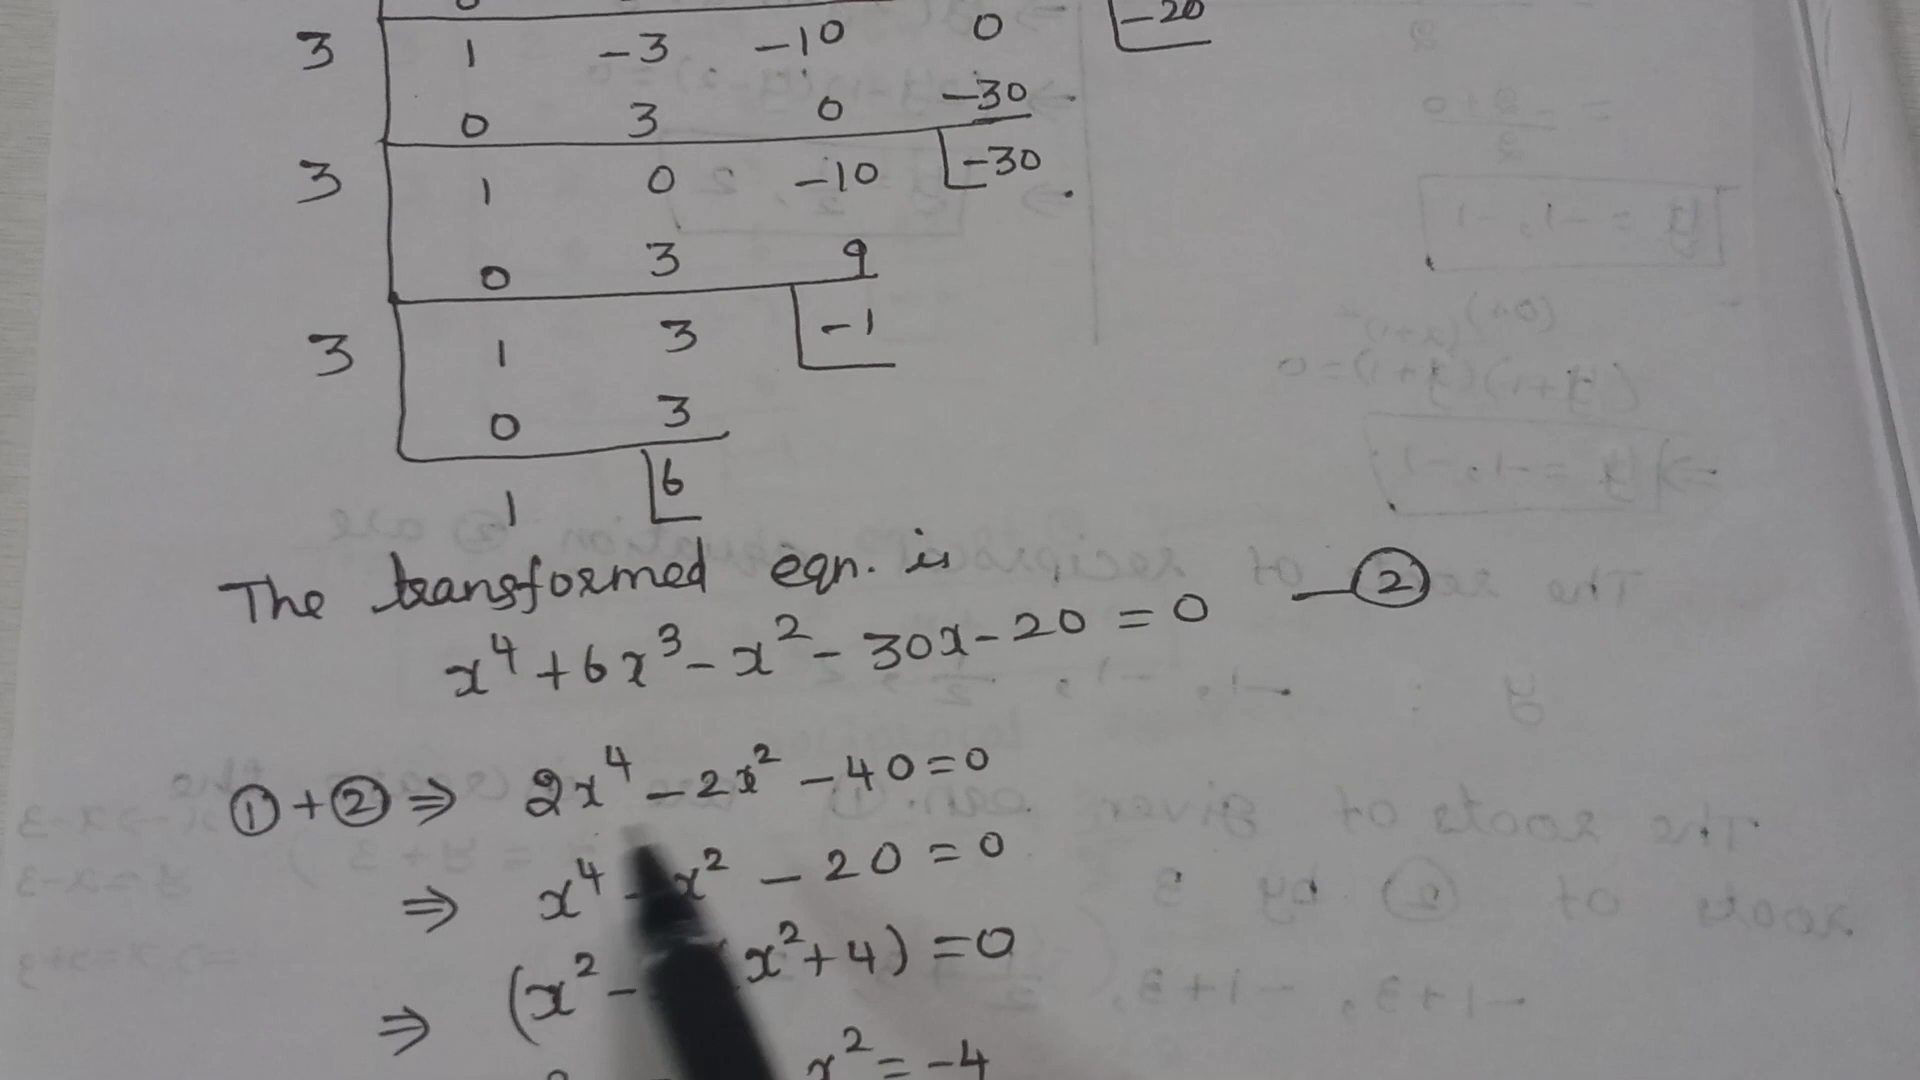 -20
3 1 -3 -10 0
0 3 0 -30
3 1 0 -10 -30
0 3 9
3 1 3 -1
0 3
1 6
The transformed eqn. is
x⁴ + 6x³ - x² - 30x - 20 = 0 — ②
① + ② ⇒ 2x⁴ - 2x² - 40 = 0
⇒ x⁴ - x² - 20 = 0
⇒ (x² - x² + 4) = 0
x² = -4